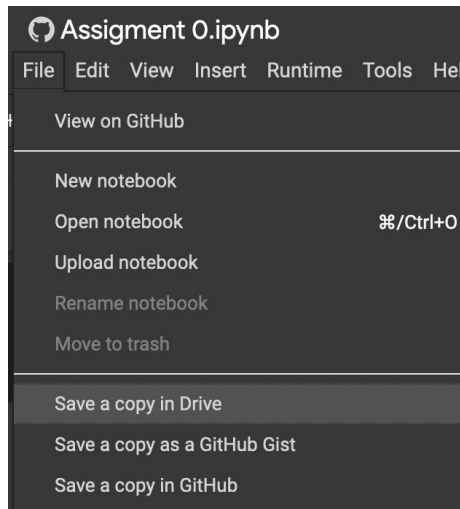 Assigment 0.ipynb
File Edit View Insert Runtime Tools Hel
View on GitHub
New notebook
Open notebook ⌘/Ctrl+O
Upload notebook
Rename notebook
Move to trash
Save a copy in Drive
Save a copy as a GitHub Gist
Save a copy in GitHub